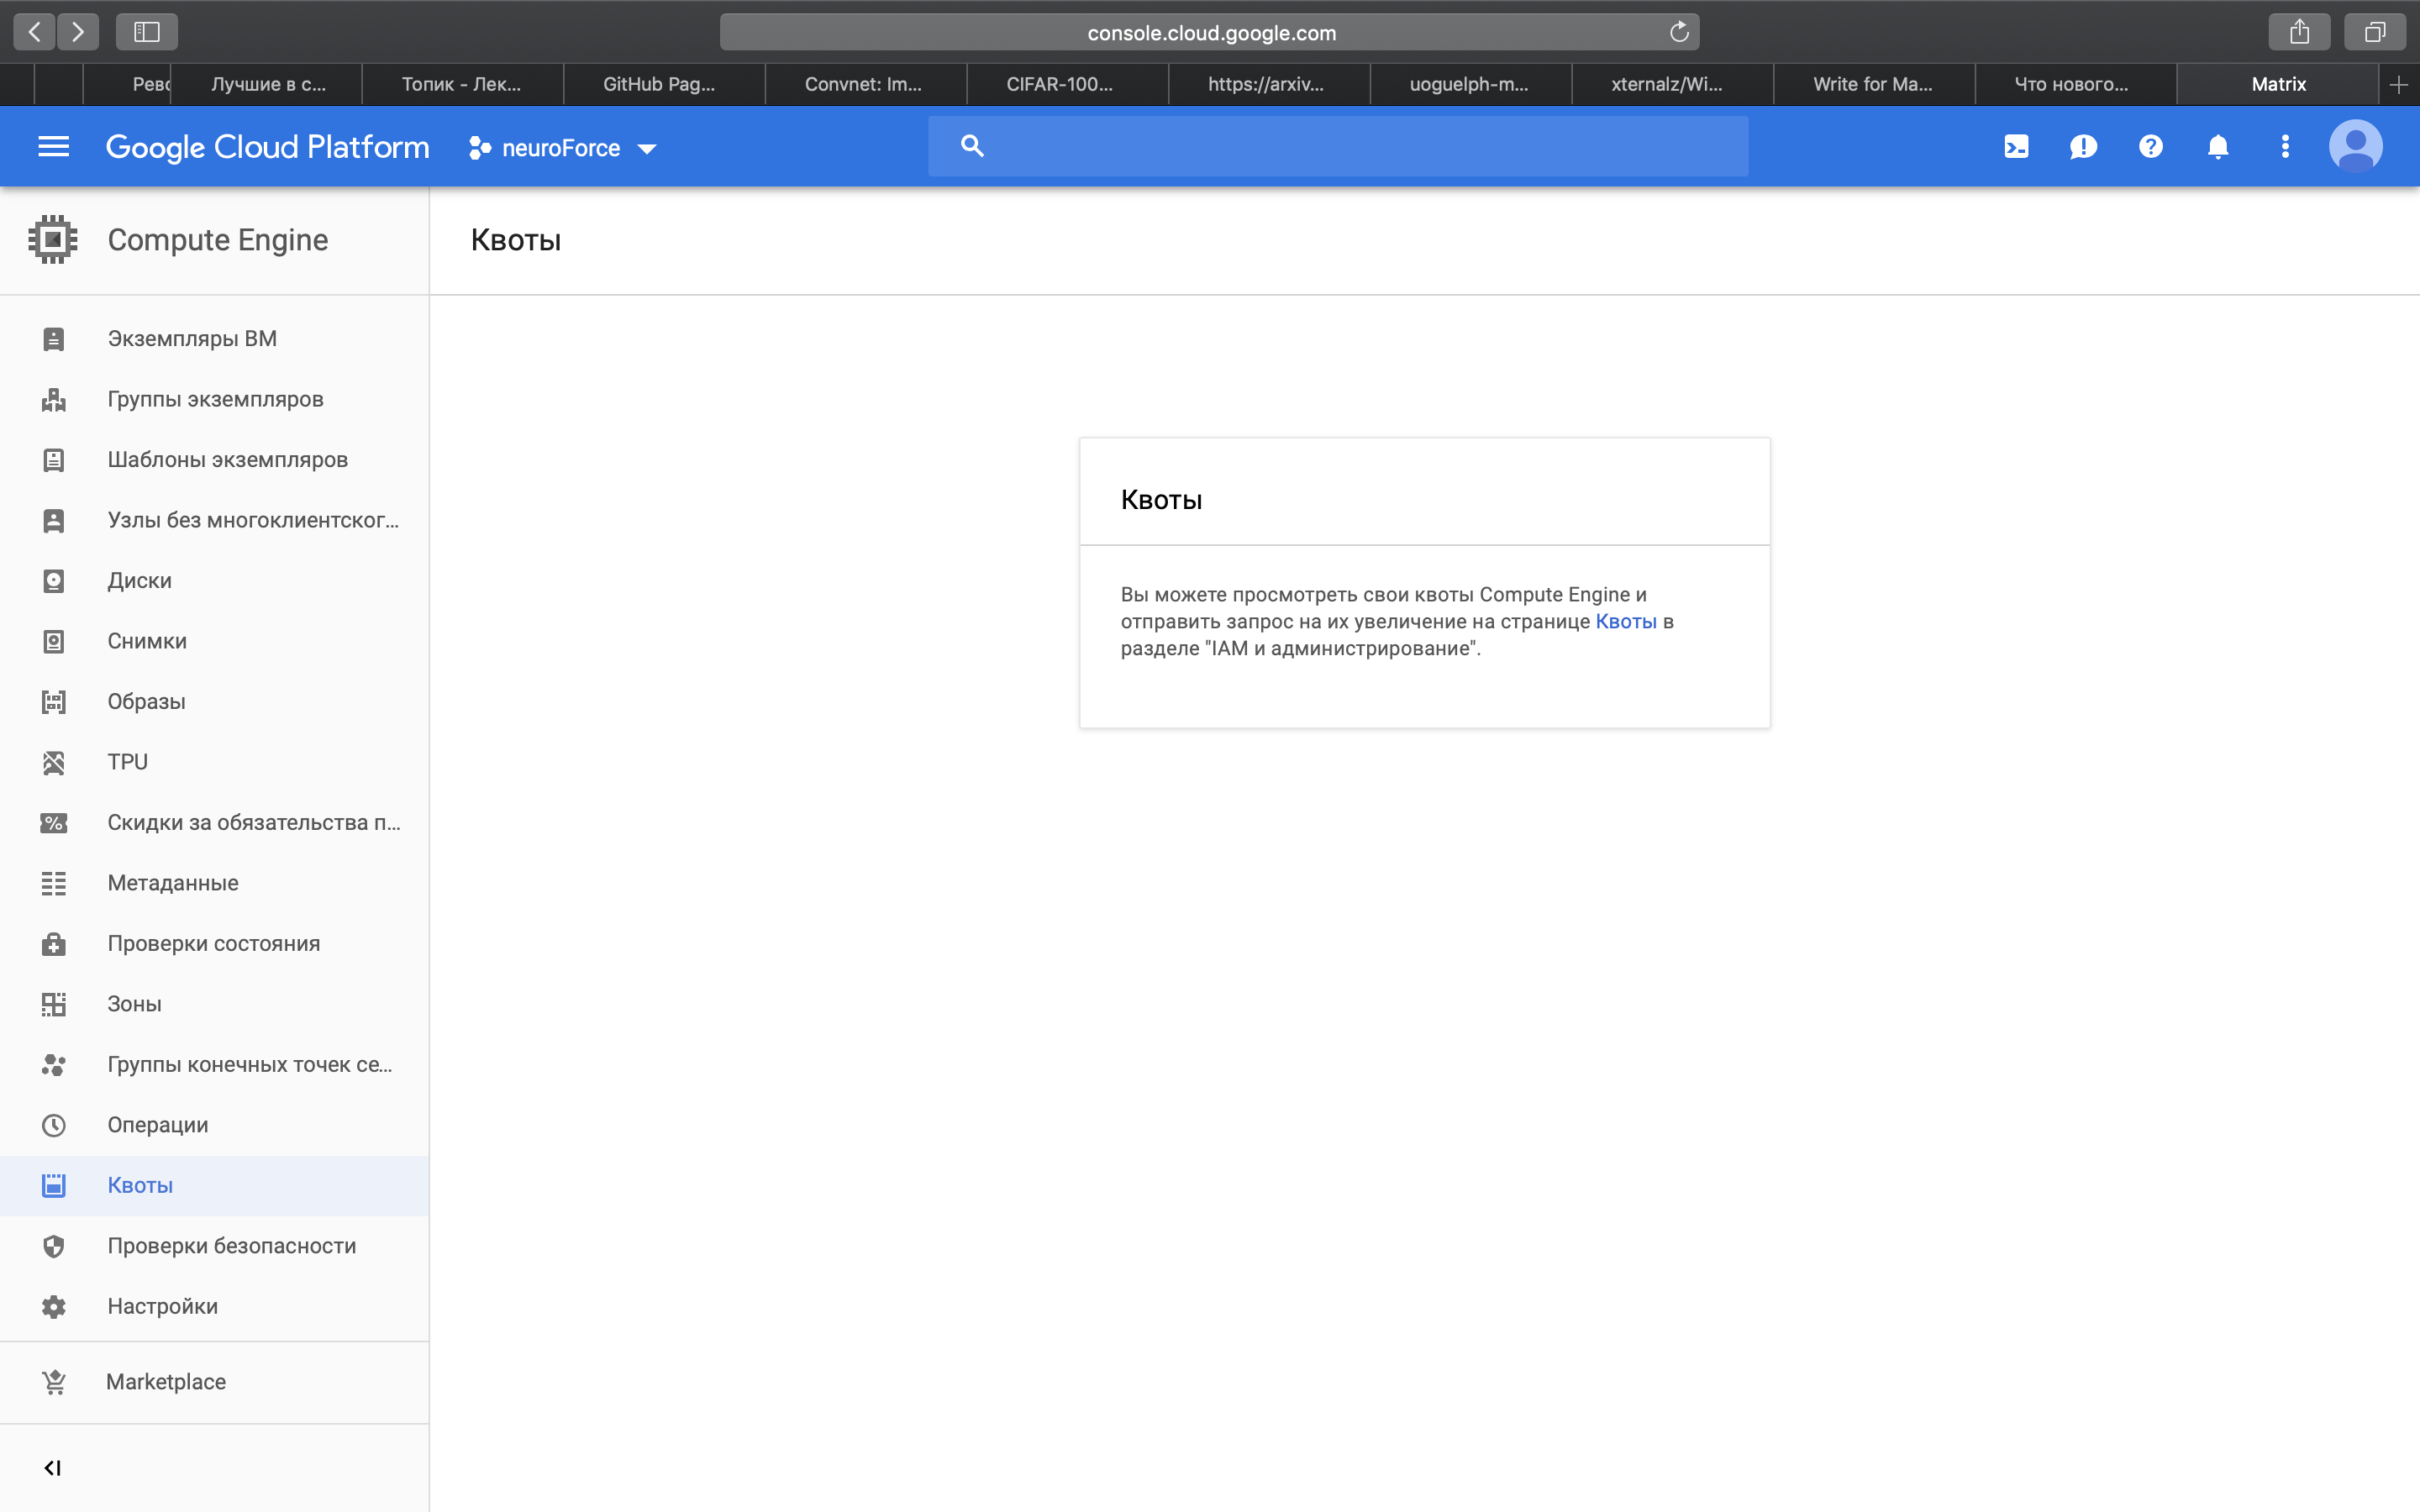 console.cloud.google.com
Рево
Лучшие в с...
Топик - Лек...
GitHub Pag...
Convnet: Im...
CIFAR-100...
https://arxiv...
uoguelph-m...
xternalz/Wi...
Write for Ma...
Что нового...
Matrix
Google Cloud Platform
neuroForce
Compute Engine
Квоты
Экземпляры ВМ
Группы экземпляров
Шаблоны экземпляров
Узлы без многоклиентског...
Диски
Снимки
Образы
TPU
Скидки за обязательства п...
Метаданные
Проверки состояния
Зоны
Группы конечных точек се...
Операции
Квоты
Проверки безопасности
Настройки
Marketplace
Квоты
Вы можете просмотреть свои квоты Compute Engine и
отправить запрос на их увеличение на странице Квоты в
разделе "IAM и администрирование".